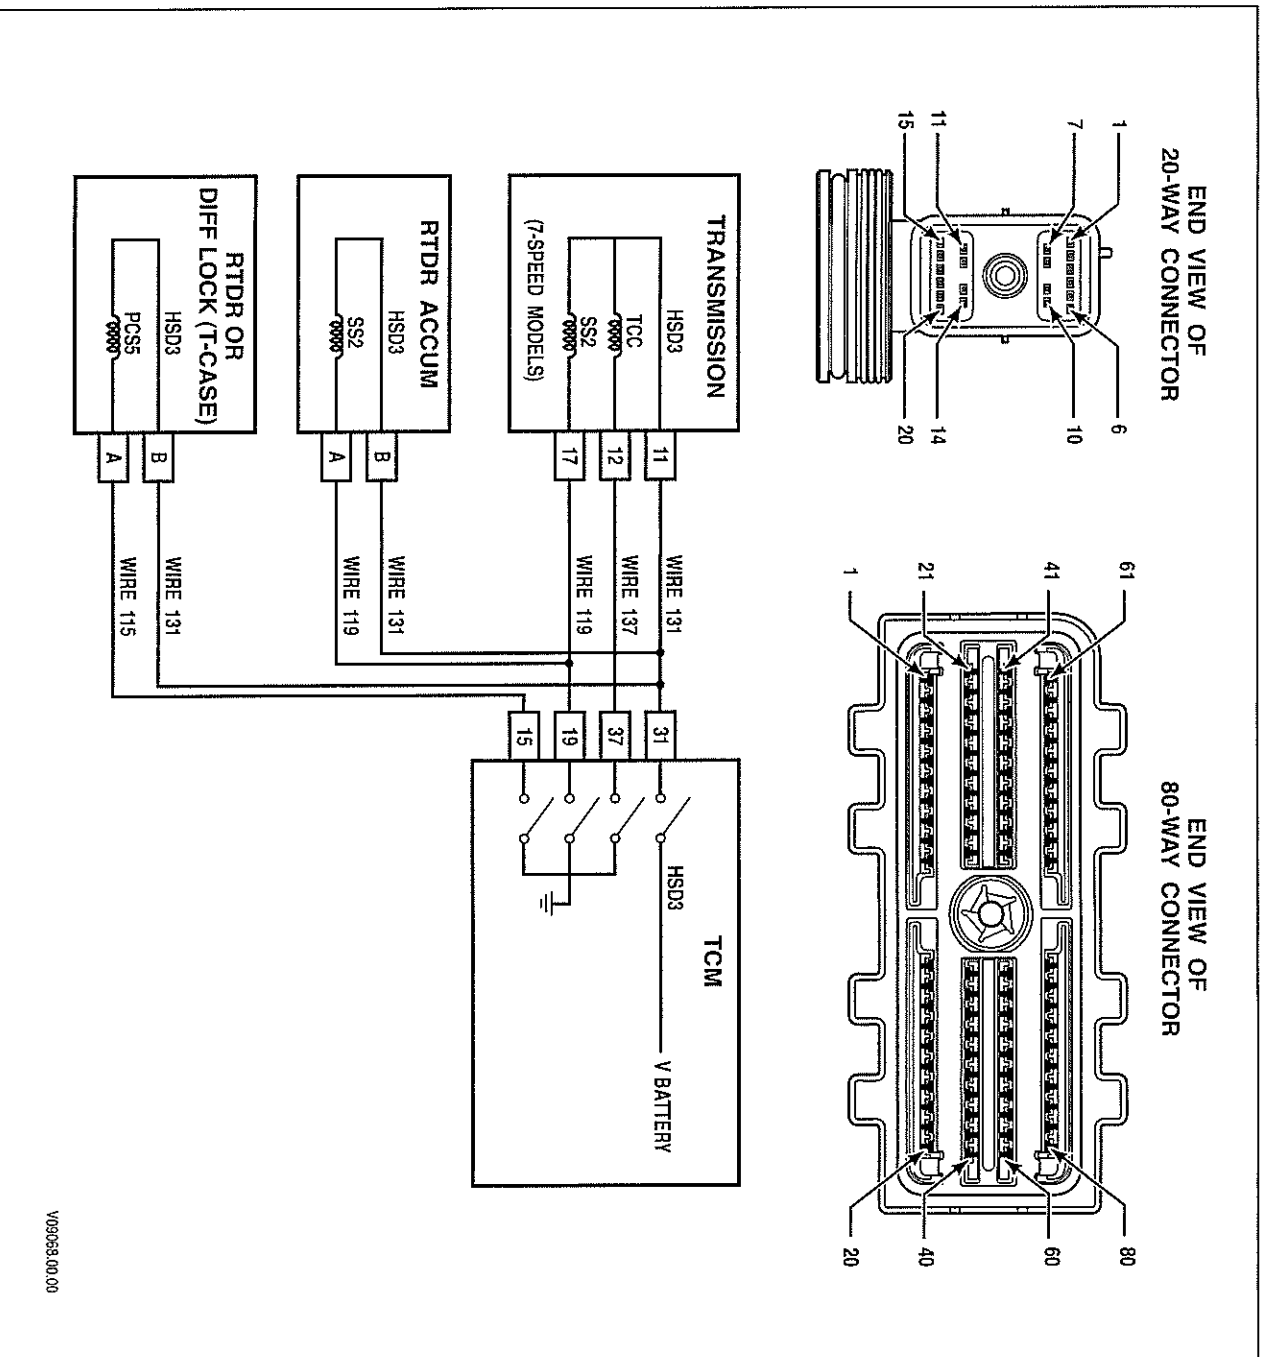 END VIEW OF
20-WAY CONNECTOR
1
7
11
15
6
10
14
20
END VIEW OF
80-WAY CONNECTOR
61
41
21
1
80
60
40
20
TRANSMISSION
HSD3
TCC
SS2
(7-SPEED MODELS)
11
12
17
WIRE 131
WIRE 137
WIRE 119
RTDR ACCUM
HSD3
SS2
B
A
WIRE 131
WIRE 119
RTDR OR
DIFF LOCK (T-CASE)
HSD3
PCS5
B
A
WIRE 131
WIRE 115
31
37
19
15
TCM
HSD3
V BATTERY
V09068.00.00